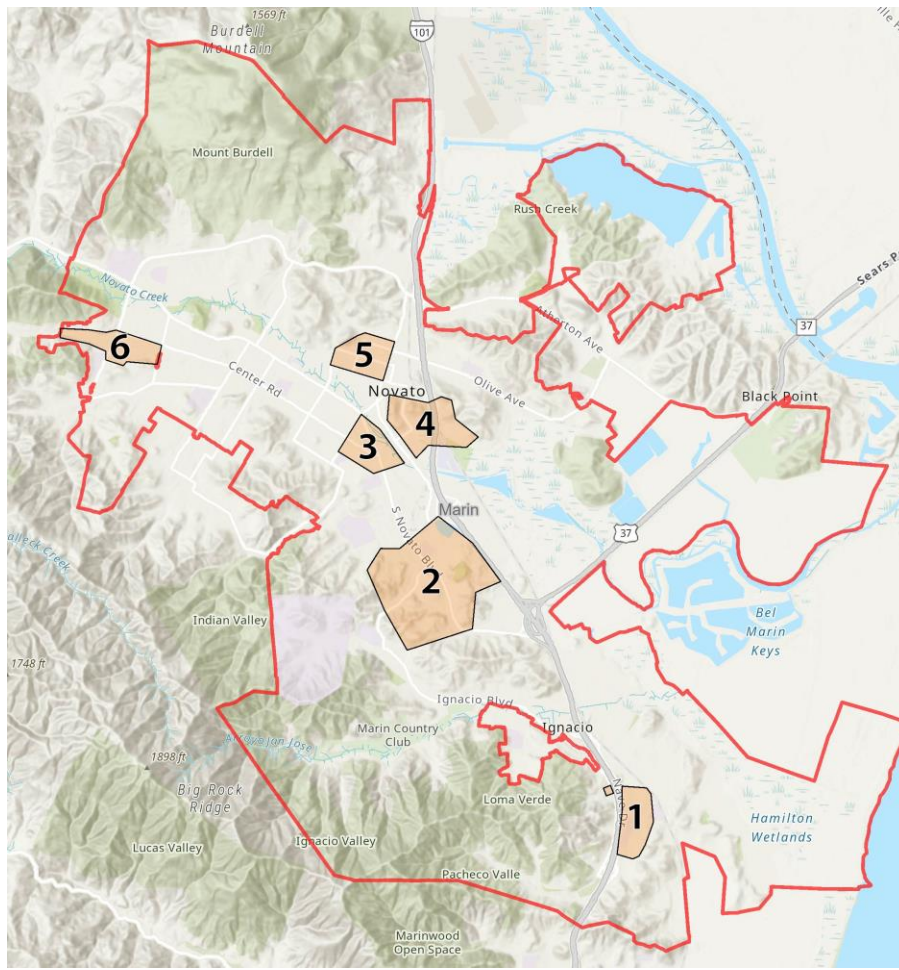 1569 ft
Burdell
Mountain
101
Mount Burdell
Rush Creek
Novato Creek
Atherton Ave
Sears P
37
6
5
Center Rd
Novato
Olive Ave
Black Point
4
3
Marin
S Novato Blvd
37
2
Indian Valley
Bel
Marin
Keys
1748 ft
Ignacio Blvd
Ignacio
Marin Country
Club
Arroyo San Jose
1898 ft
Big Rock
Ridge
Loma Verde
Nave Dr
1
Hamilton
Wetlands
Ignacio Valley
Lucas Valley
Pacheco Valle
Marinwood
Open Space